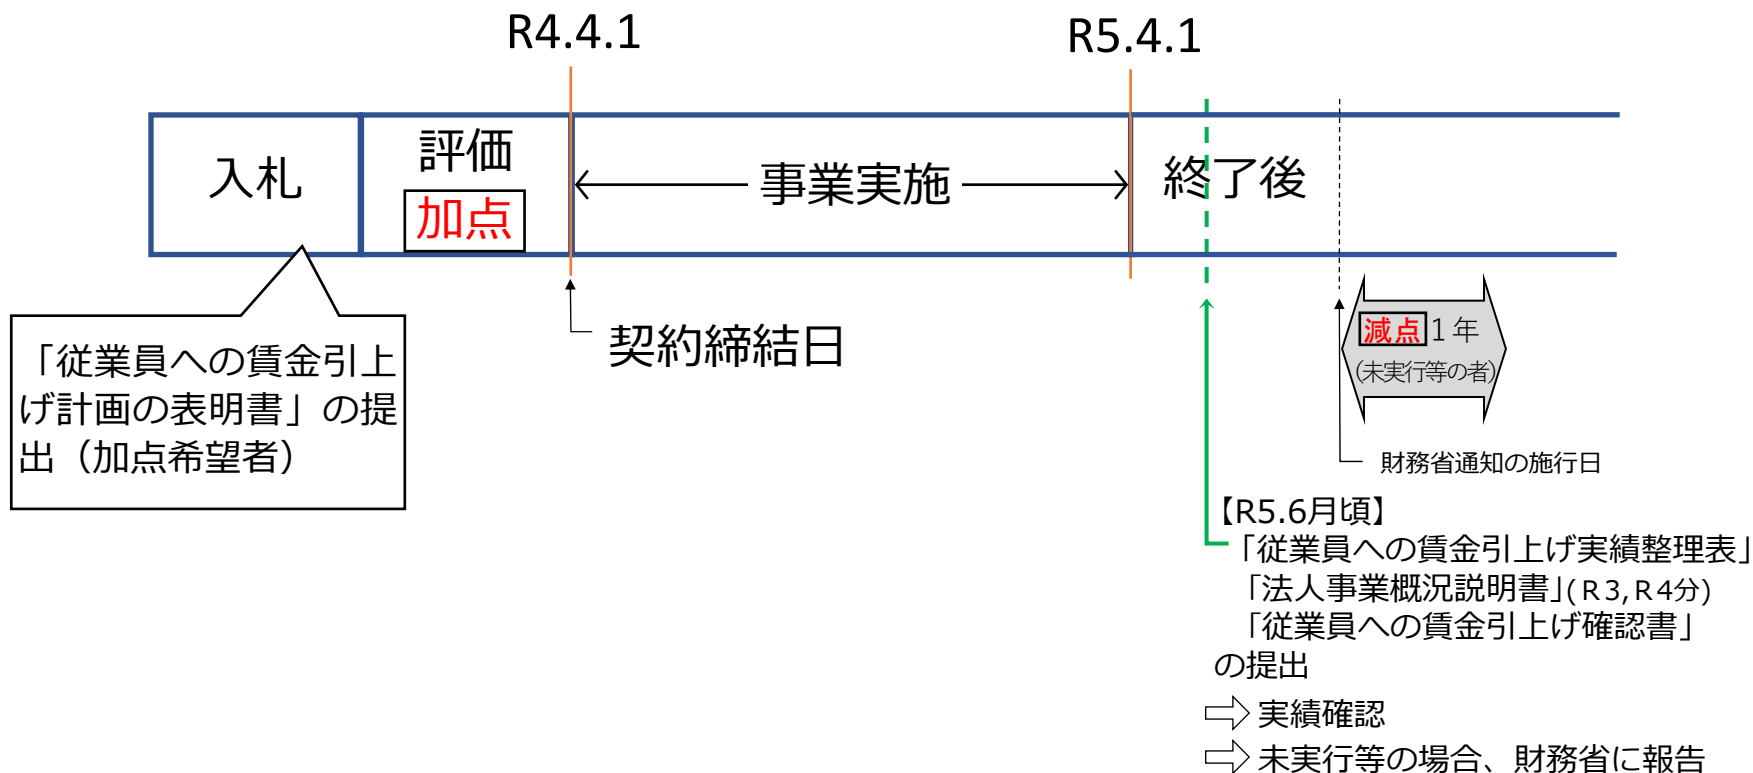 R4.4.1
R5.4.1
入札
評価
加点
事業実施
終了後
契約締結日
「従業員への賃金引上
げ計画の表明書」の提
出（加点希望者）
減点1年
（未実行等の者）
財務省通知の施行日
【R5.6月頃】
「従業員への賃金引上げ実績整理表」
「法人事業概況説明書」(R3,R4分)
「従業員への賃金引上げ確認書」
の提出
⇨ 実績確認
⇨ 未実行等の場合、財務省に報告